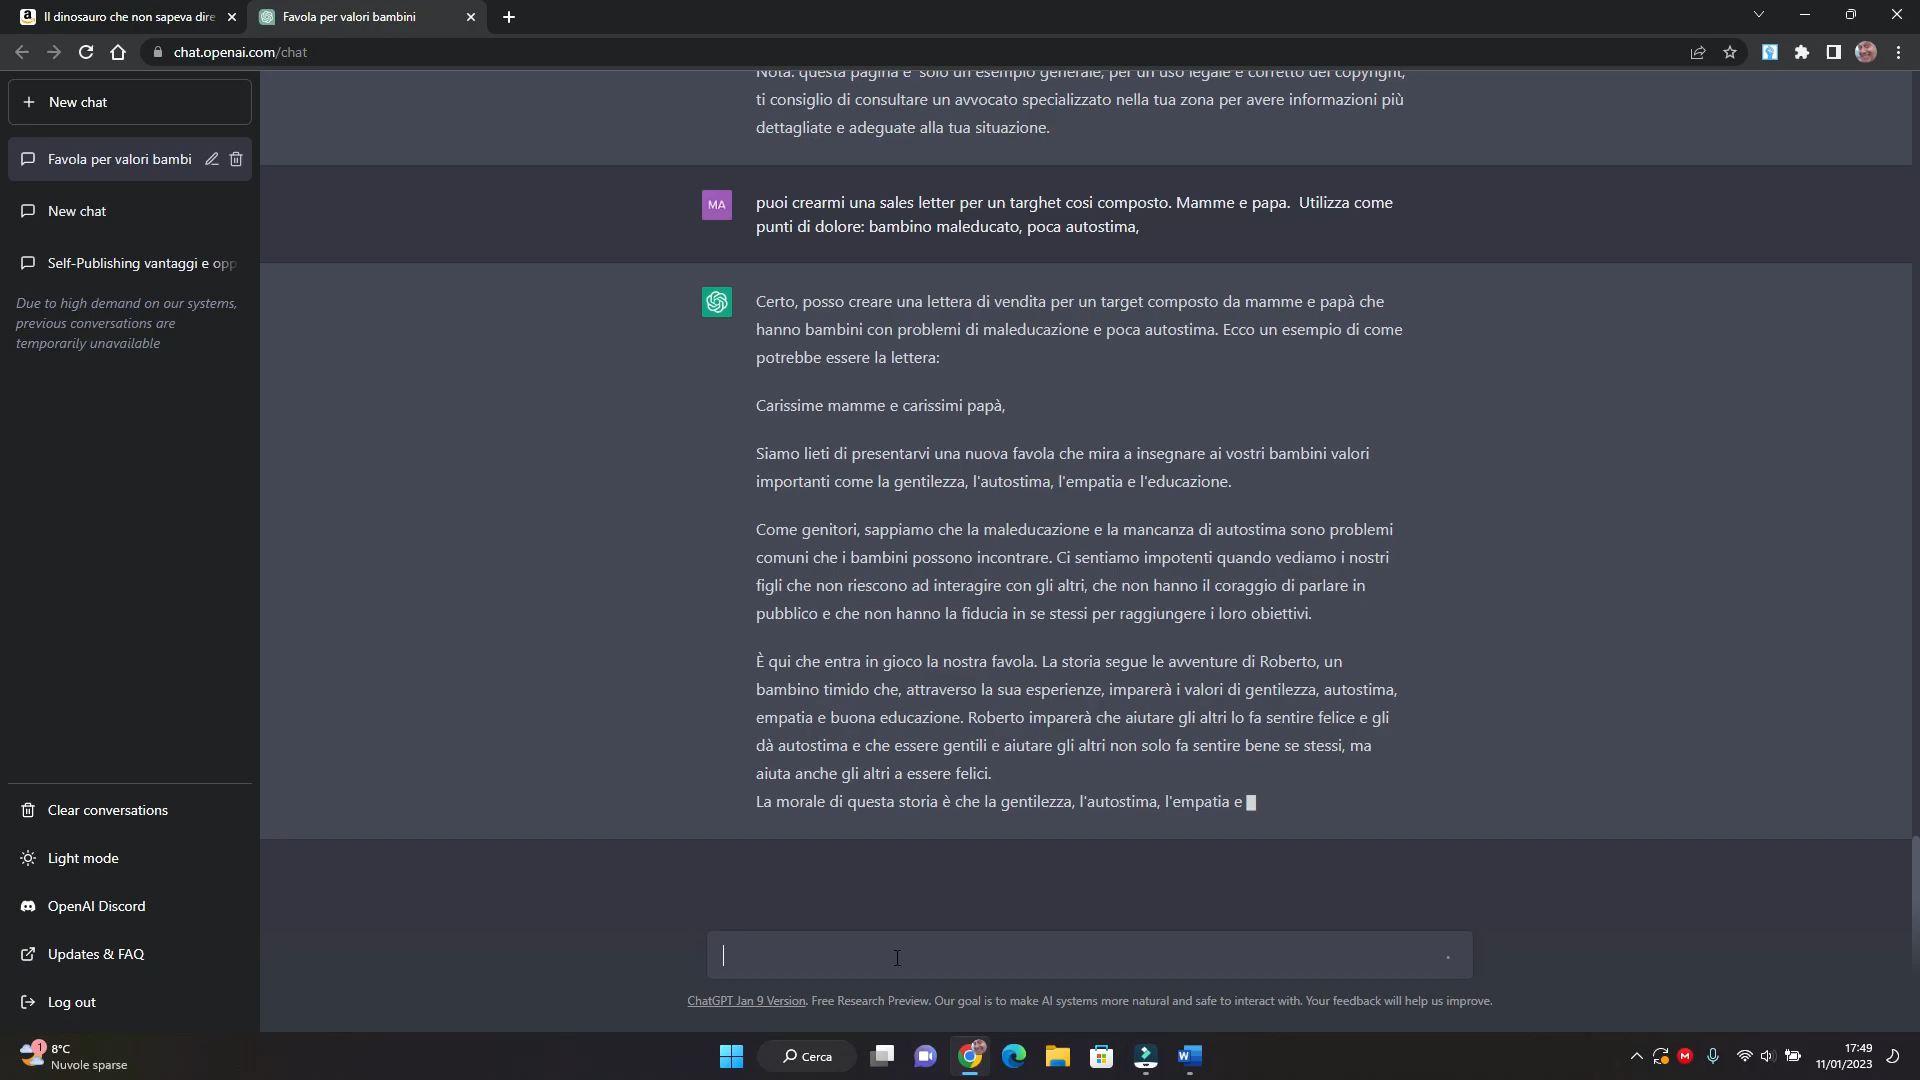 Il dinosauro che non sapeva dire
Favola per valori bambini
chat.openai.com/chat
New chat
Favola per valori bambi
New chat
Self-Publishing vantaggi e opp
Due to high demand on our systems,
previous conversations are
temporarily unavailable
Clear conversations
Light mode
OpenAI Discord
Updates & FAQ
Log out
Nota: questa pagina è solo un esempio generale, per un uso legale e corretto del copyright,
ti consiglio di consultare un avvocato specializzato nella tua zona per avere informazioni più
dettagliate e adeguate alla tua situazione.
MA
puoi crearmi una sales letter per un targhet cosi composto. Mamme e papa. Utilizza come
punti di dolore: bambino maleducato, poca autostima,
Certo, posso creare una lettera di vendita per un target composto da mamme e papà che
hanno bambini con problemi di maleducazione e poca autostima. Ecco un esempio di come
potrebbe essere la lettera:
Carissime mamme e carissimi papà,
Siamo lieti di presentarvi una nuova favola che mira a insegnare ai vostri bambini valori
importanti come la gentilezza, l'autostima, l'empatia e l'educazione.
Come genitori, sappiamo che la maleducazione e la mancanza di autostima sono problemi
comuni che i bambini possono incontrare. Ci sentiamo impotenti quando vediamo i nostri
figli che non riescono ad interagire con gli altri, che non hanno il coraggio di parlare in
pubblico e che non hanno la fiducia in se stessi per raggiungere i loro obiettivi.
È qui che entra in gioco la nostra favola. La storia segue le avventure di Roberto, un
bambino timido che, attraverso la sua esperienze, imparerà i valori di gentilezza, autostima,
empatia e buona educazione. Roberto imparerà che aiutare gli altri lo fa sentire felice e gli
dà autostima e che essere gentili e aiutare gli altri non solo fa sentire bene se stessi, ma
aiuta anche gli altri a essere felici.
La morale di questa storia è che la gentilezza, l'autostima, l'empatia e
ChatGPT Jan 9 Version. Free Research Preview. Our goal is to make AI systems more natural and safe to interact with. Your feedback will help us improve.
1
8°C
Nuvole sparse
Cerca
17:49
11/01/2023